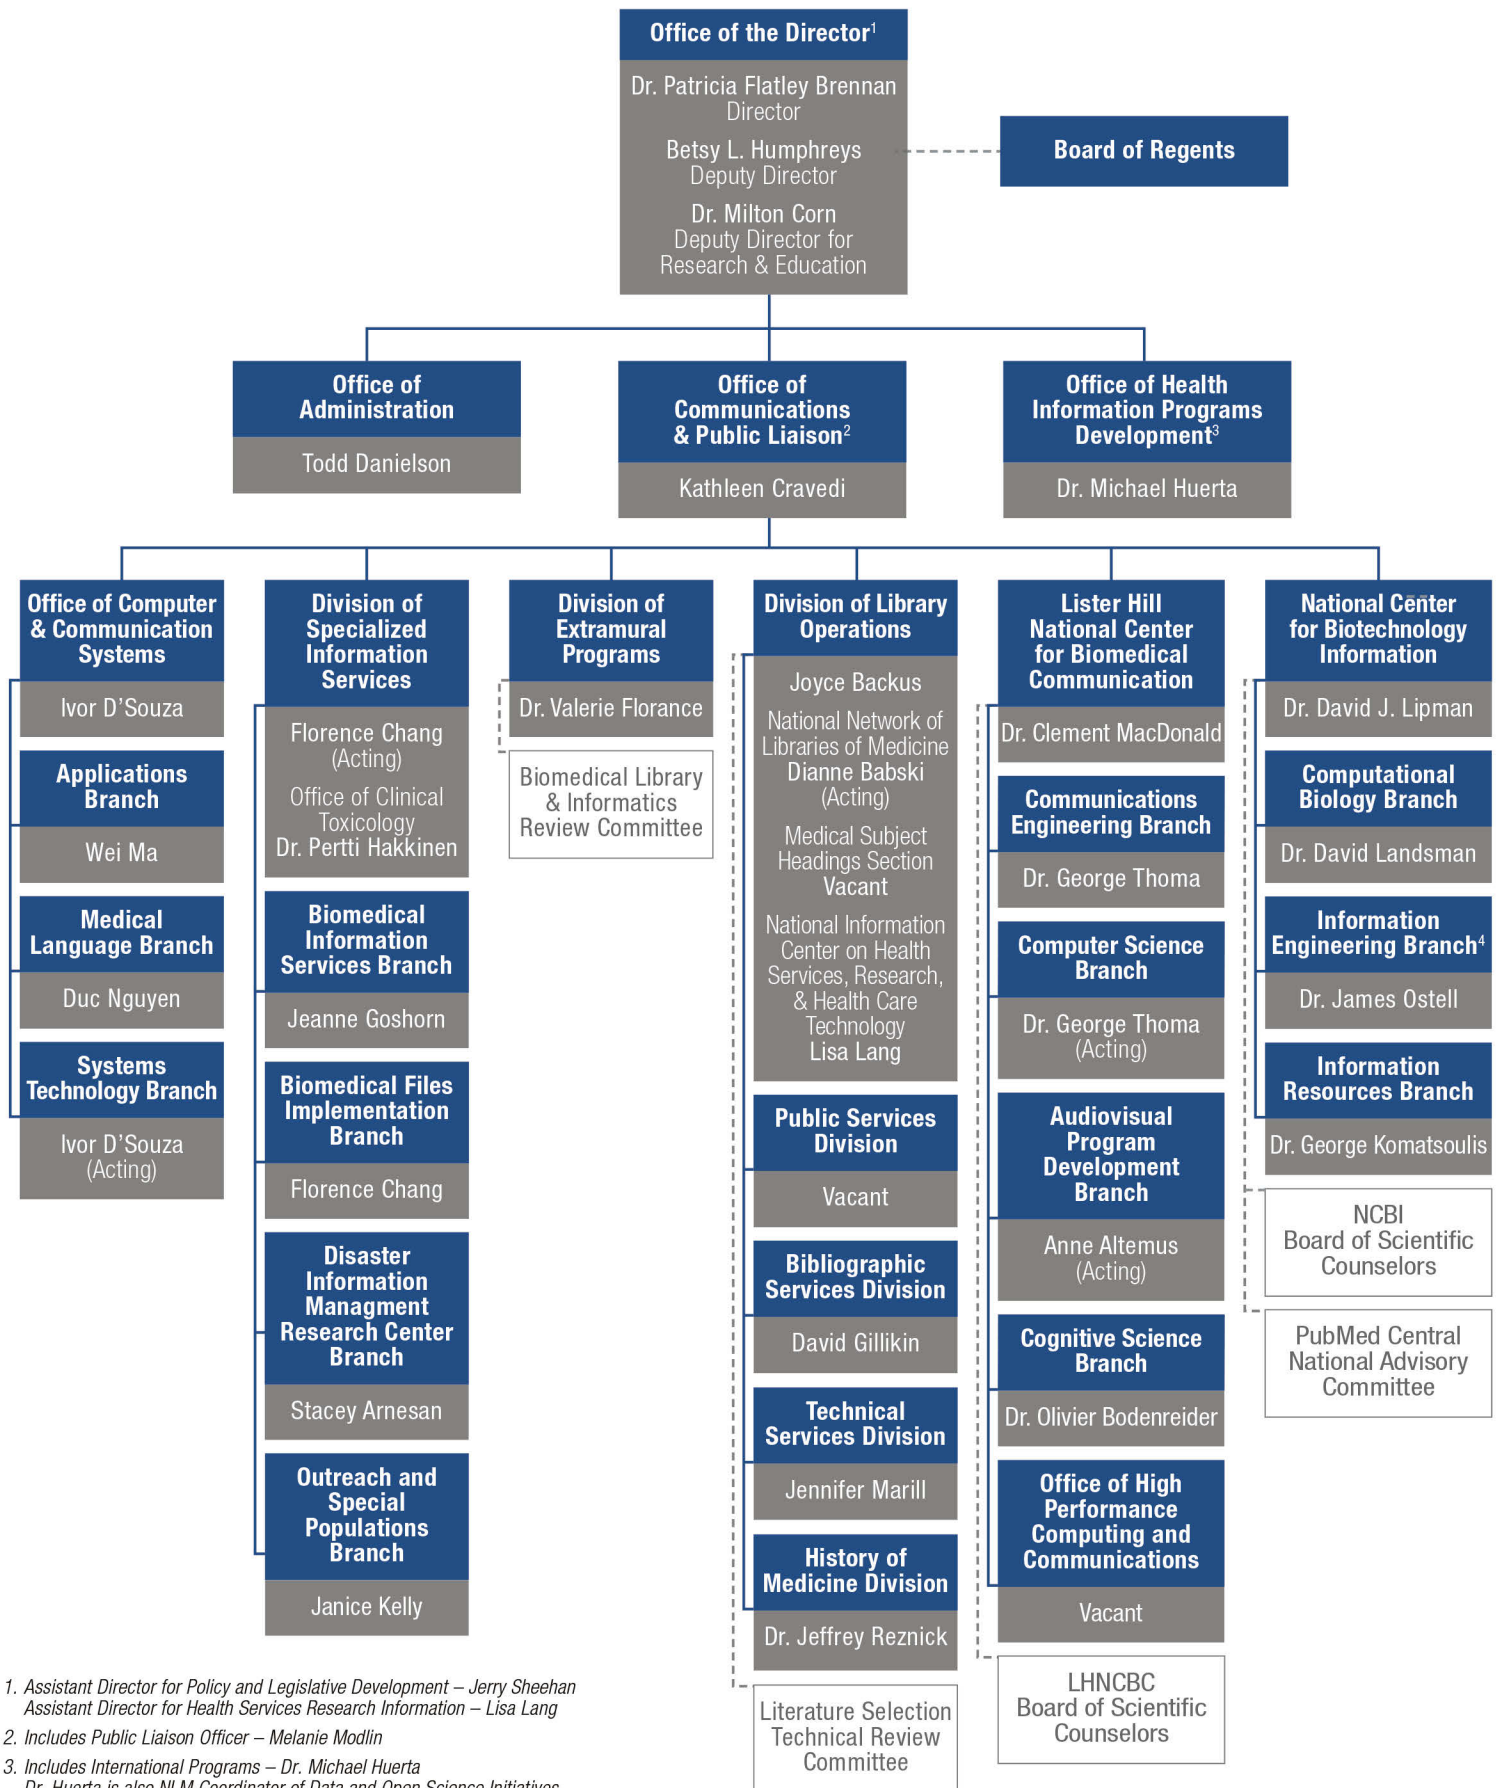 Office of the Director1
Dr. Patricia Flatley Brennan
Director
Betsy L. Humphreys
Deputy Director
Dr. Milton Corn
Deputy Director for
Research & Education
Board of Regents
Office of
Administration
Todd Danielson
Office of
Communications
& Public Liaison2
Kathleen Cravedi
Office of Health
Information Programs
Development3
Dr. Michael Huerta
Office of Computer
& Communication
Systems
Ivor D’Souza
Applications
Branch
Wei Ma
Medical
Language Branch
Duc Nguyen
Systems
Technology Branch
Ivor D’Souza
(Acting)
Division of
Specialized
Information
Services
Florence Chang
(Acting)
Office of Clinical
Toxicology
Dr. Pertti Hakkinen
Biomedical
Information
Services Branch
Jeanne Goshorn
Biomedical Files
Implementation
Branch
Florence Chang
Disaster
Information
Managment
Research Center
Branch
Stacey Arnesan
Outreach and
Special
Populations
Branch
Janice Kelly
Division of
Extramural
Programs
Dr. Valerie Florance
Biomedical Library
& Informatics
Review Committee
Division of Library
Operations
Joyce Backus
National Network of
Libraries of Medicine
Dianne Babski
(Acting)
Medical Subject
Headings Section
Vacant
National Information
Center on Health
Services, Research,
& Health Care
Technology
Lisa Lang
Public Services
Division
Vacant
Bibliographic
Services Division
David Gillikin
Technical
Services Division
Jennifer Marill
History of
Medicine Division
Dr. Jeffrey Reznick
Literature Selection
Technical Review
Committee
Lister Hill
National Center
for Biomedical
Communication
Dr. Clement MacDonald
Communications
Engineering Branch
Dr. George Thoma
Computer Science
Branch
Dr. George Thoma
(Acting)
Audiovisual
Program
Development
Branch
Anne Altemus
(Acting)
Cognitive Science
Branch
Dr. Olivier Bodenreider
Office of High
Performance
Computing and
Communications
Vacant
LHNCBC
Board of Scientific
Counselors
National Center
for Biotechnology
Information
Dr. David J. Lipman
Computational
Biology Branch
Dr. David Landsman
Information
Engineering Branch4
Dr. James Ostell
Information
Resources Branch
Dr. George Komatsoulis
NCBI
Board of Scientific
Counselors
PubMed Central
National Advisory
Committee
1. Assistant Director for Policy and Legislative Development – Jerry Sheehan
Assistant Director for Health Services Research Information – Lisa Lang
2. Includes Public Liaison Officer – Melanie Modlin
3. Includes International Programs – Dr. Michael Huerta
Dr. Huerta is also NLM Coordinator of Data and Open Science Initiatives